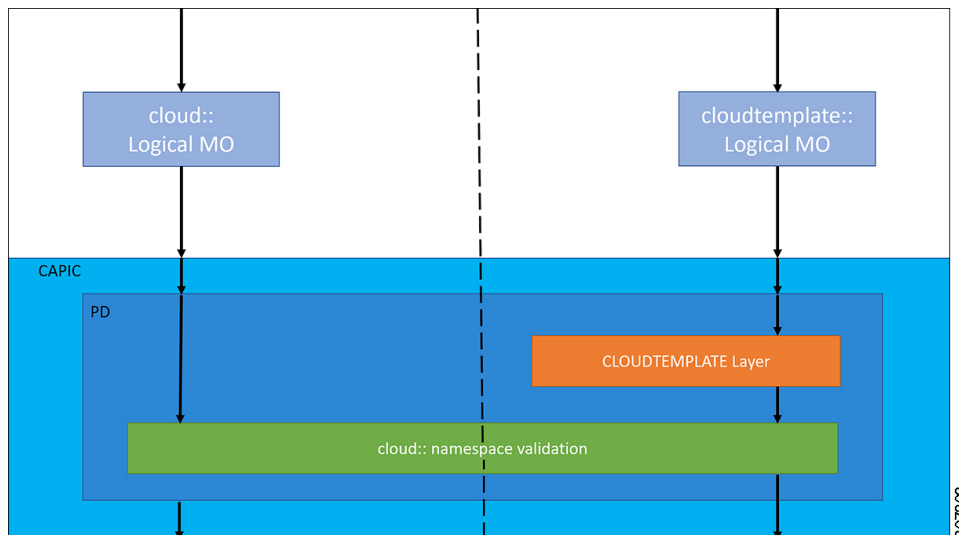 cloud::
Logical MO
cloudtemplate::
Logical MO
CAPIC
PD
CLOUDTEMPLATE Layer
cloud:: namespace validation